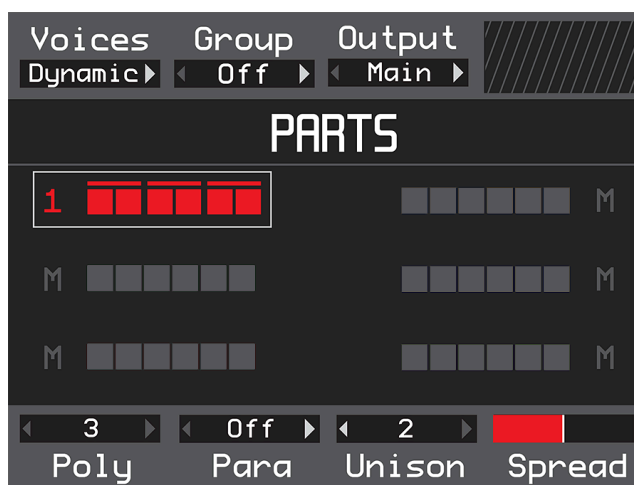 Voices Group Output
Dynamic Off Main
PARTS
1 M
M M
M M
3 Off 2
Poly Para Unison Spread